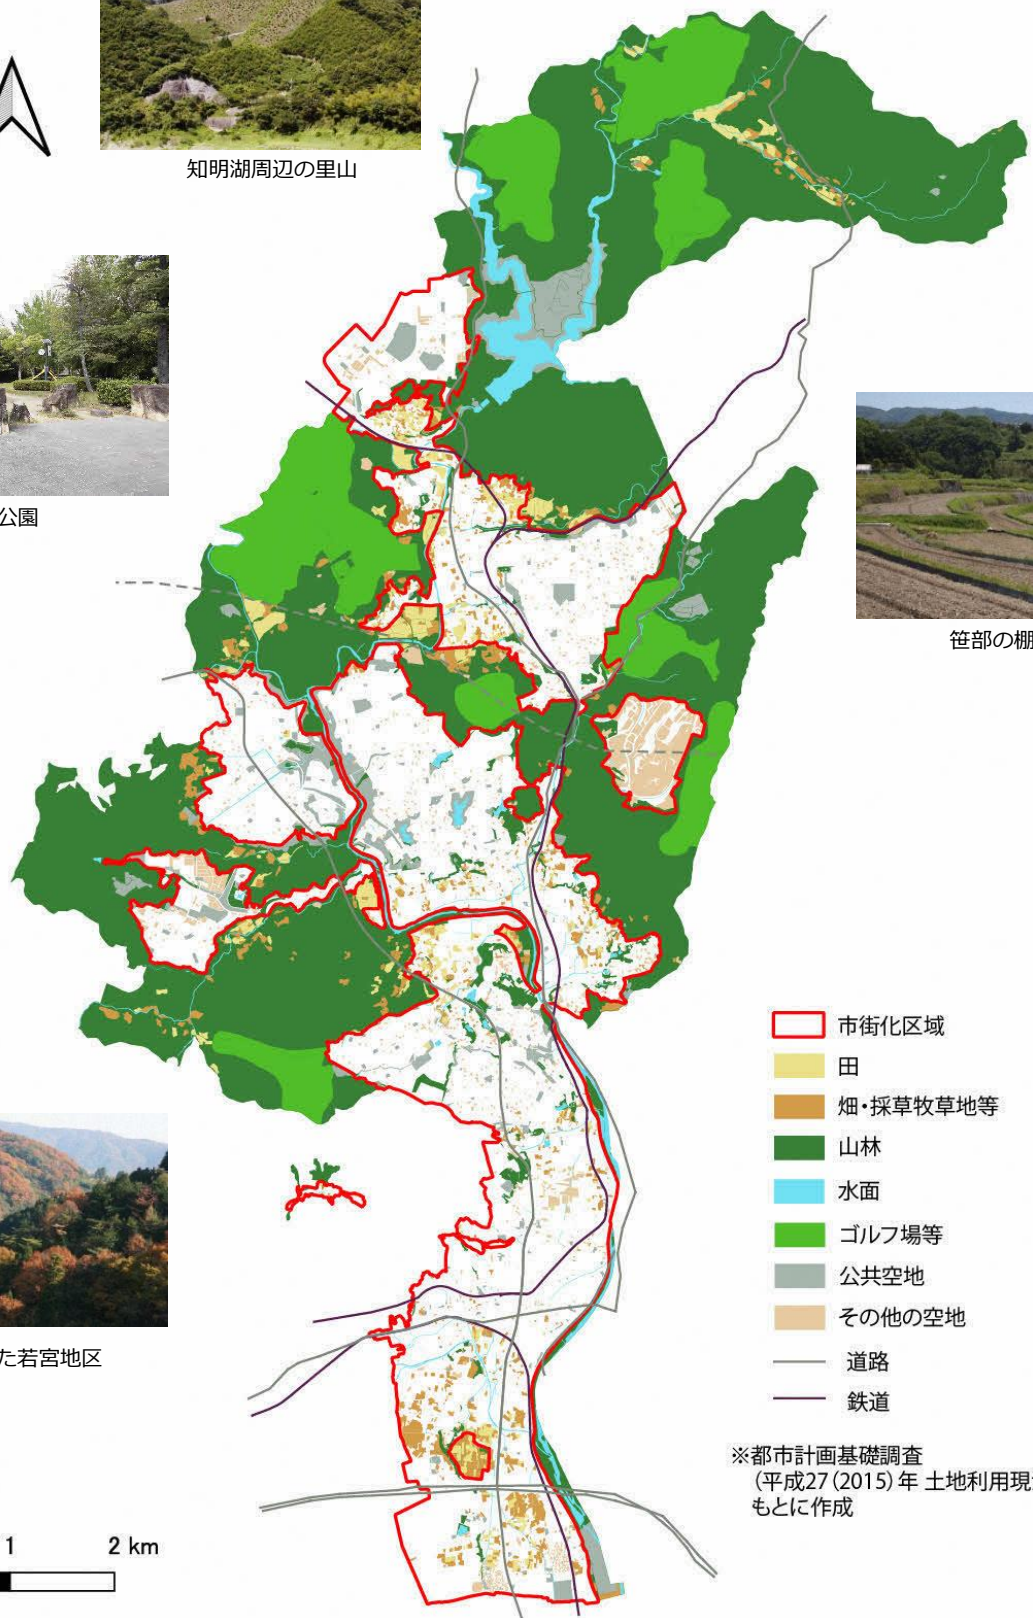 知明湖周辺の里山
公園
笹部の棚
た若宮地区
市街化区域
田
畑・採草牧草地等
山林
水面
ゴルフ場等
公共空地
その他の空地
道路
鉄道
※都市計画基礎調査
(平成27(2015)年 土地利用現
もとに作成
1 2 km